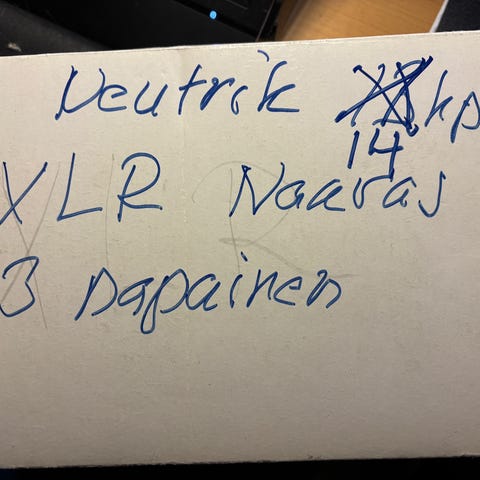 Neutrik kp
14
XLR Naaras
3 napainen